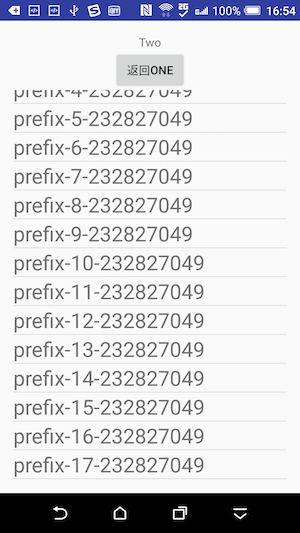 2G
100%
16:54
Two
返回ONE
prefix-4-232827049
prefix-5-232827049
prefix-6-232827049
prefix-7-232827049
prefix-8-232827049
prefix-9-232827049
prefix-10-232827049
prefix-11-232827049
prefix-12-232827049
prefix-13-232827049
prefix-14-232827049
prefix-15-232827049
prefix-16-232827049
prefix-17-232827049